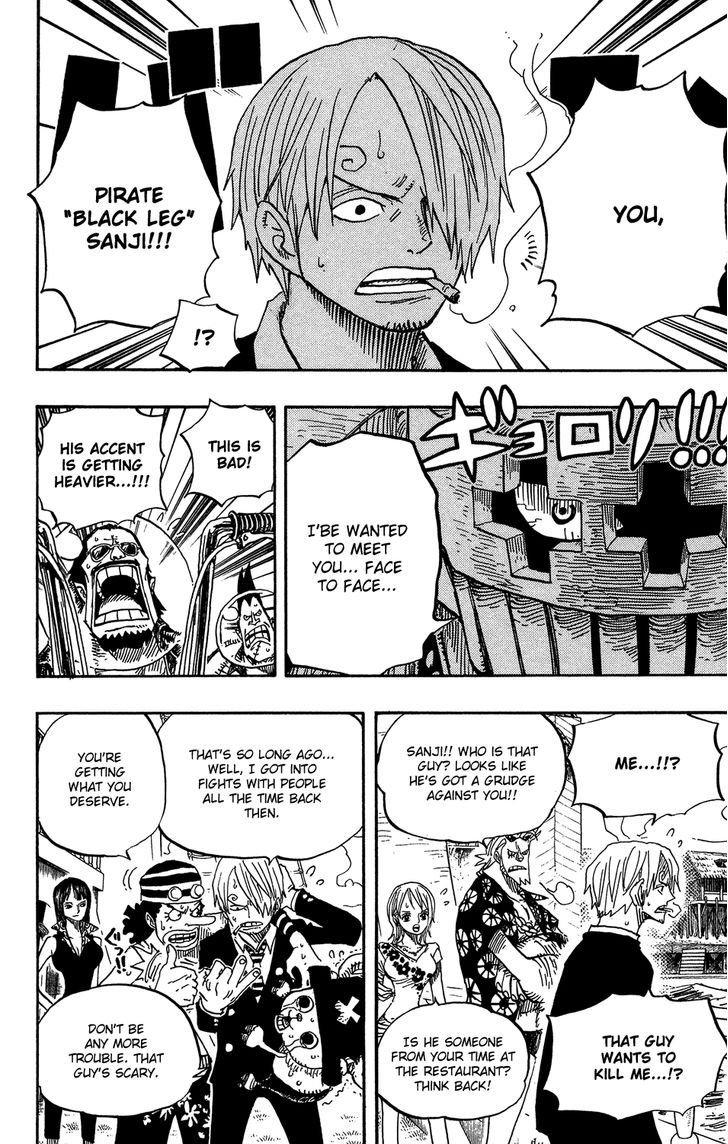 YOU,
PIRATE
"BLACK LEG"
SANJI!!!
!?
ギョロリ!!!
I'BE WANTED
TO MEET
YOU... FACE
TO FACE...
THIS IS
BAD!
HIS ACCENT
IS GETTING
HEAVIER...!!!
ME...!!?
SANJI!! WHO IS THAT
GUY? LOOKS LIKE
HE'S GOT A GRUDGE
AGAINST YOU!!
IS HE SOMEONE
FROM YOUR TIME AT
THE RESTAURANT?
THINK BACK!
THAT GUY
WANTS TO
KILL ME...!?
THAT'S SO LONG AGO...
WELL, I GOT INTO
FIGHTS WITH PEOPLE
ALL THE TIME BACK
THEN.
YOU'RE
GETTING
WHAT YOU
DESERVE.
DON'T BE
ANY MORE
TROUBLE. THAT
GUY'S SCARY.